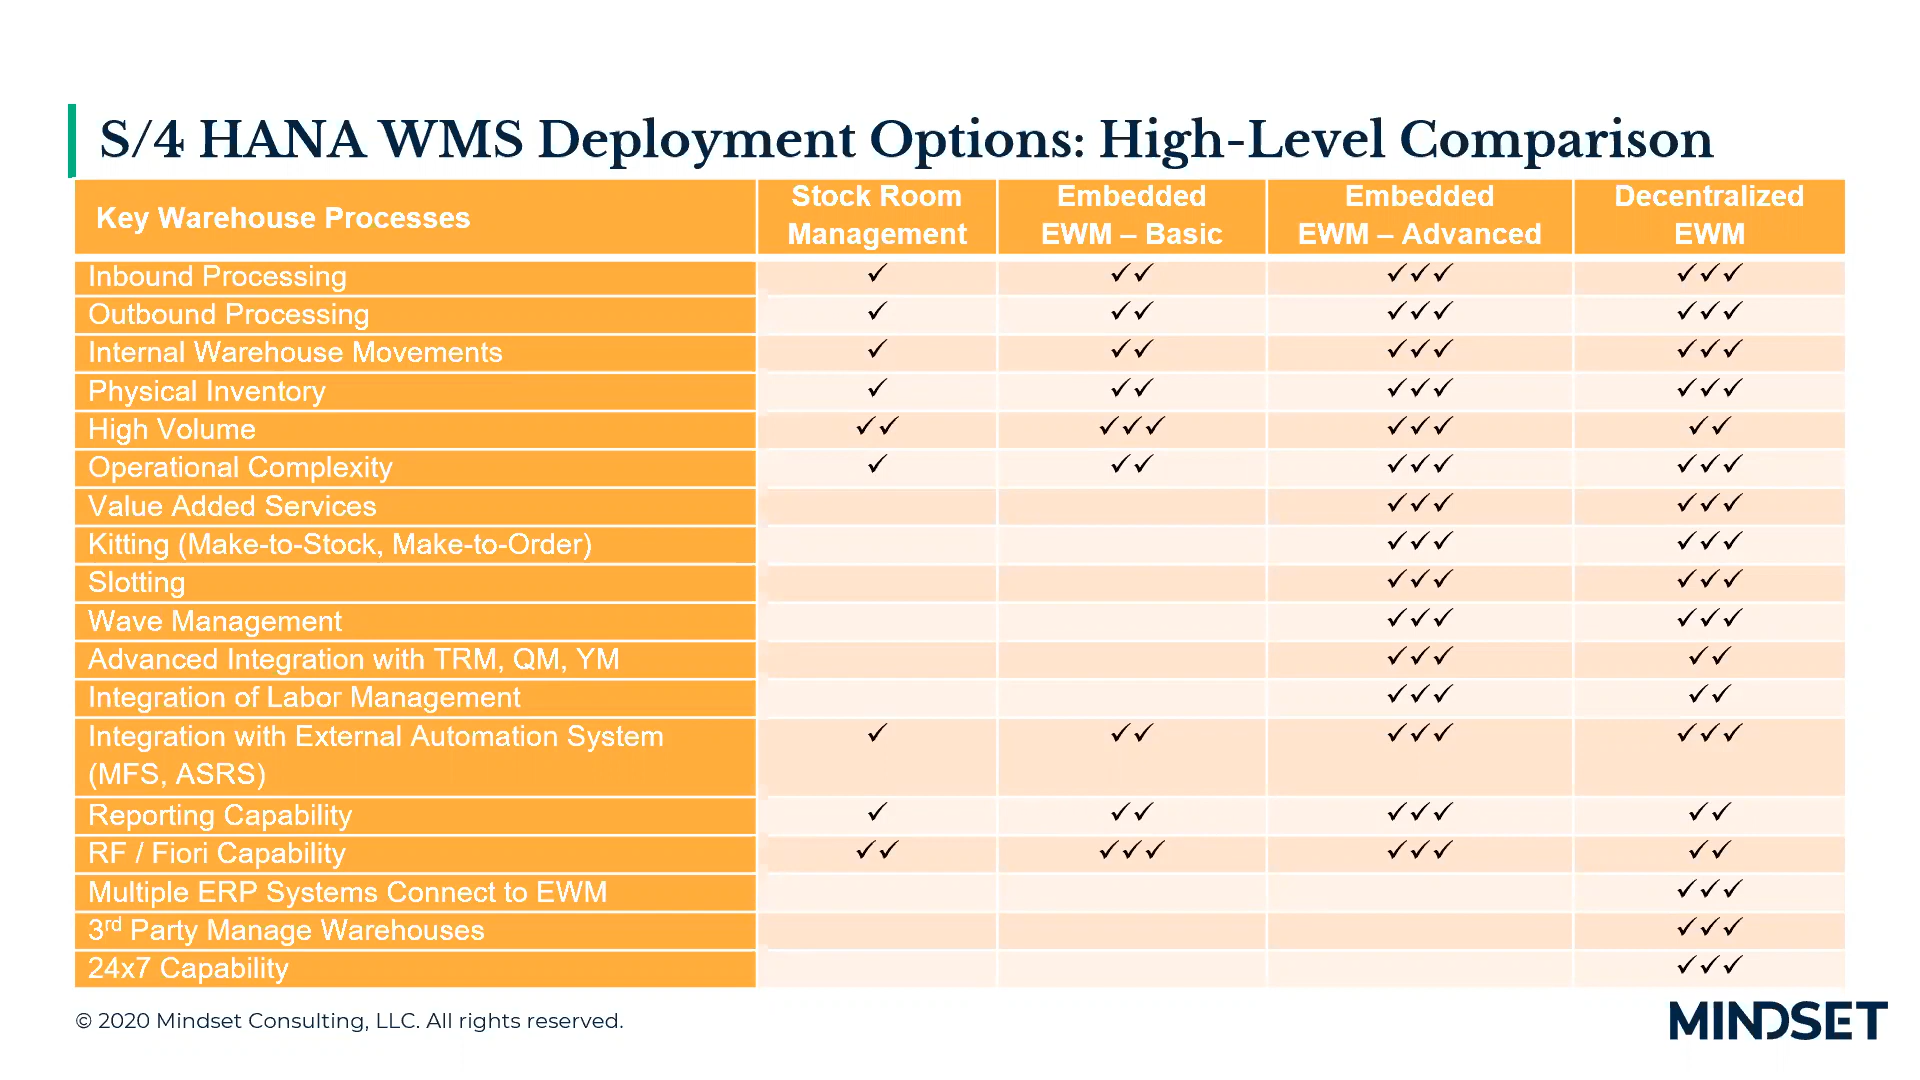 S/4 HANA WMS Deployment Options: High-Level Comparison
Key Warehouse Processes | Stock Room Management | Embedded EWM – Basic | Embedded EWM – Advanced | Decentralized EWM
Inbound Processing ✓ ✓✓ ✓✓✓ ✓✓✓
Outbound Processing ✓ ✓✓ ✓✓✓ ✓✓✓
Internal Warehouse Movements ✓ ✓✓ ✓✓✓ ✓✓✓
Physical Inventory ✓ ✓✓ ✓✓✓ ✓✓✓
High Volume ✓✓ ✓✓✓ ✓✓✓ ✓✓
Operational Complexity ✓ ✓✓ ✓✓✓ ✓✓✓
Value Added Services ✓✓✓ ✓✓✓
Kitting (Make-to-Stock, Make-to-Order) ✓✓✓ ✓✓✓
Slotting ✓✓✓ ✓✓✓
Wave Management ✓✓✓ ✓✓✓
Advanced Integration with TRM, QM, YM ✓✓✓ ✓✓
Integration of Labor Management ✓✓✓ ✓✓
Integration with External Automation System ✓ ✓✓ ✓✓✓ ✓✓✓
(MFS, ASRS)
Reporting Capability ✓ ✓✓ ✓✓✓ ✓✓
RF / Fiori Capability ✓✓ ✓✓✓ ✓✓✓ ✓✓
Multiple ERP Systems Connect to EWM ✓✓✓
3rd Party Manage Warehouses ✓✓✓
24x7 Capability ✓✓✓
© 2020 Mindset Consulting, LLC. All rights reserved.
MINDSET